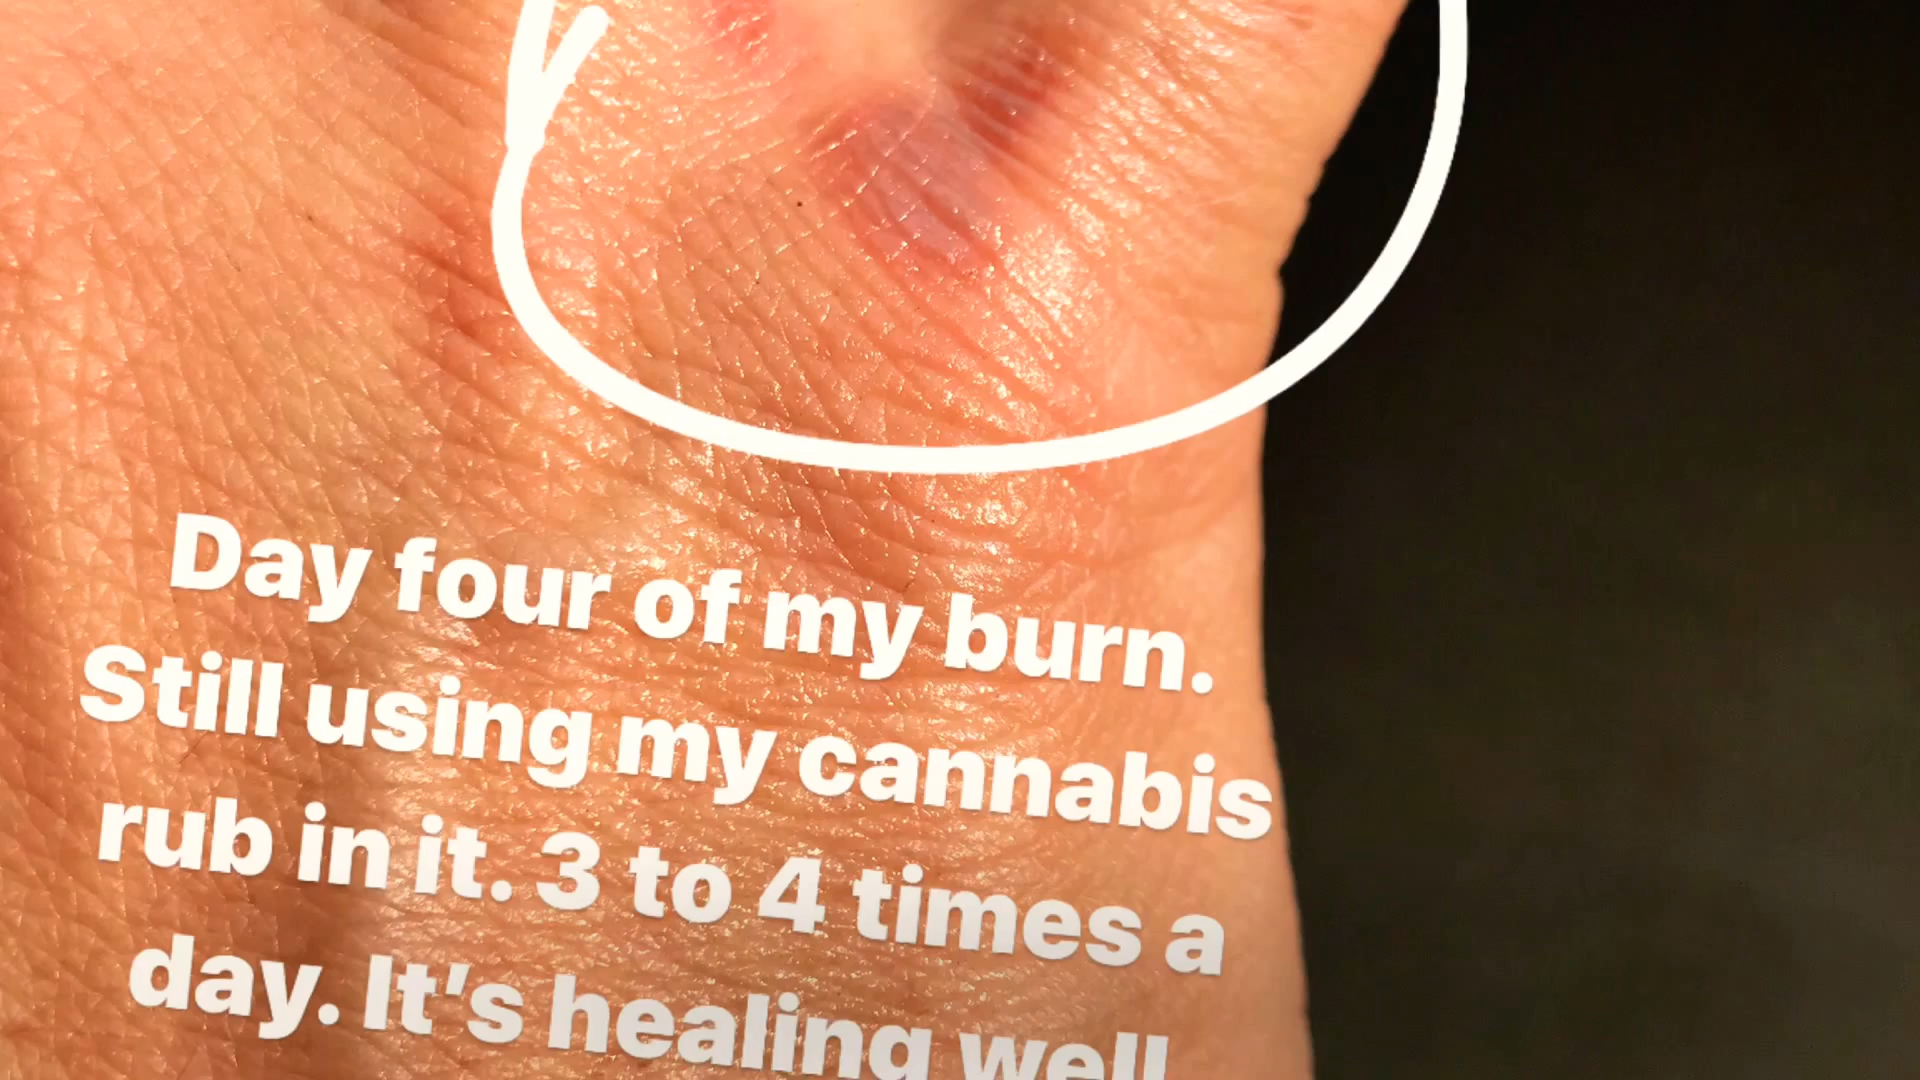 Day four of my burn.
Still using my cannabis
rub in it. 3 to 4 times a
day. It's healing well